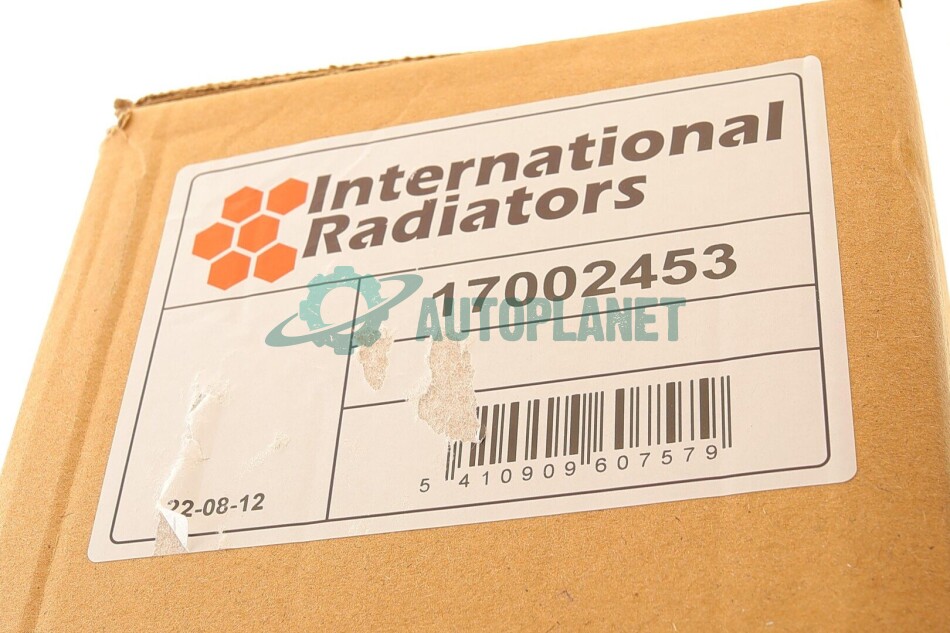 International
Radiators
17002453
AUTOPLANET
5 410909 607579
22-08-12